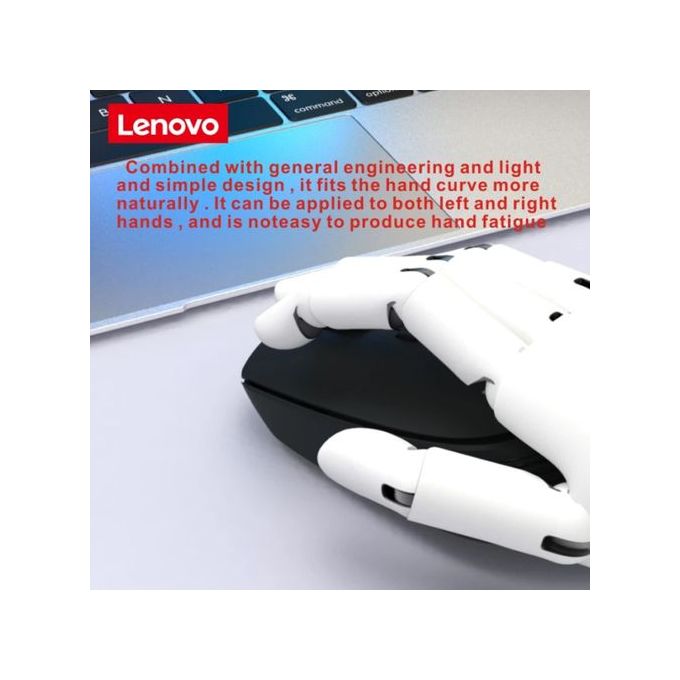 B N ⌘ command option
Lenovo
Combined with general engineering and light
and simple design , it fits the hand curve more
naturally . It can be applied to both left and right
hands , and is noteasy to produce hand fatigue